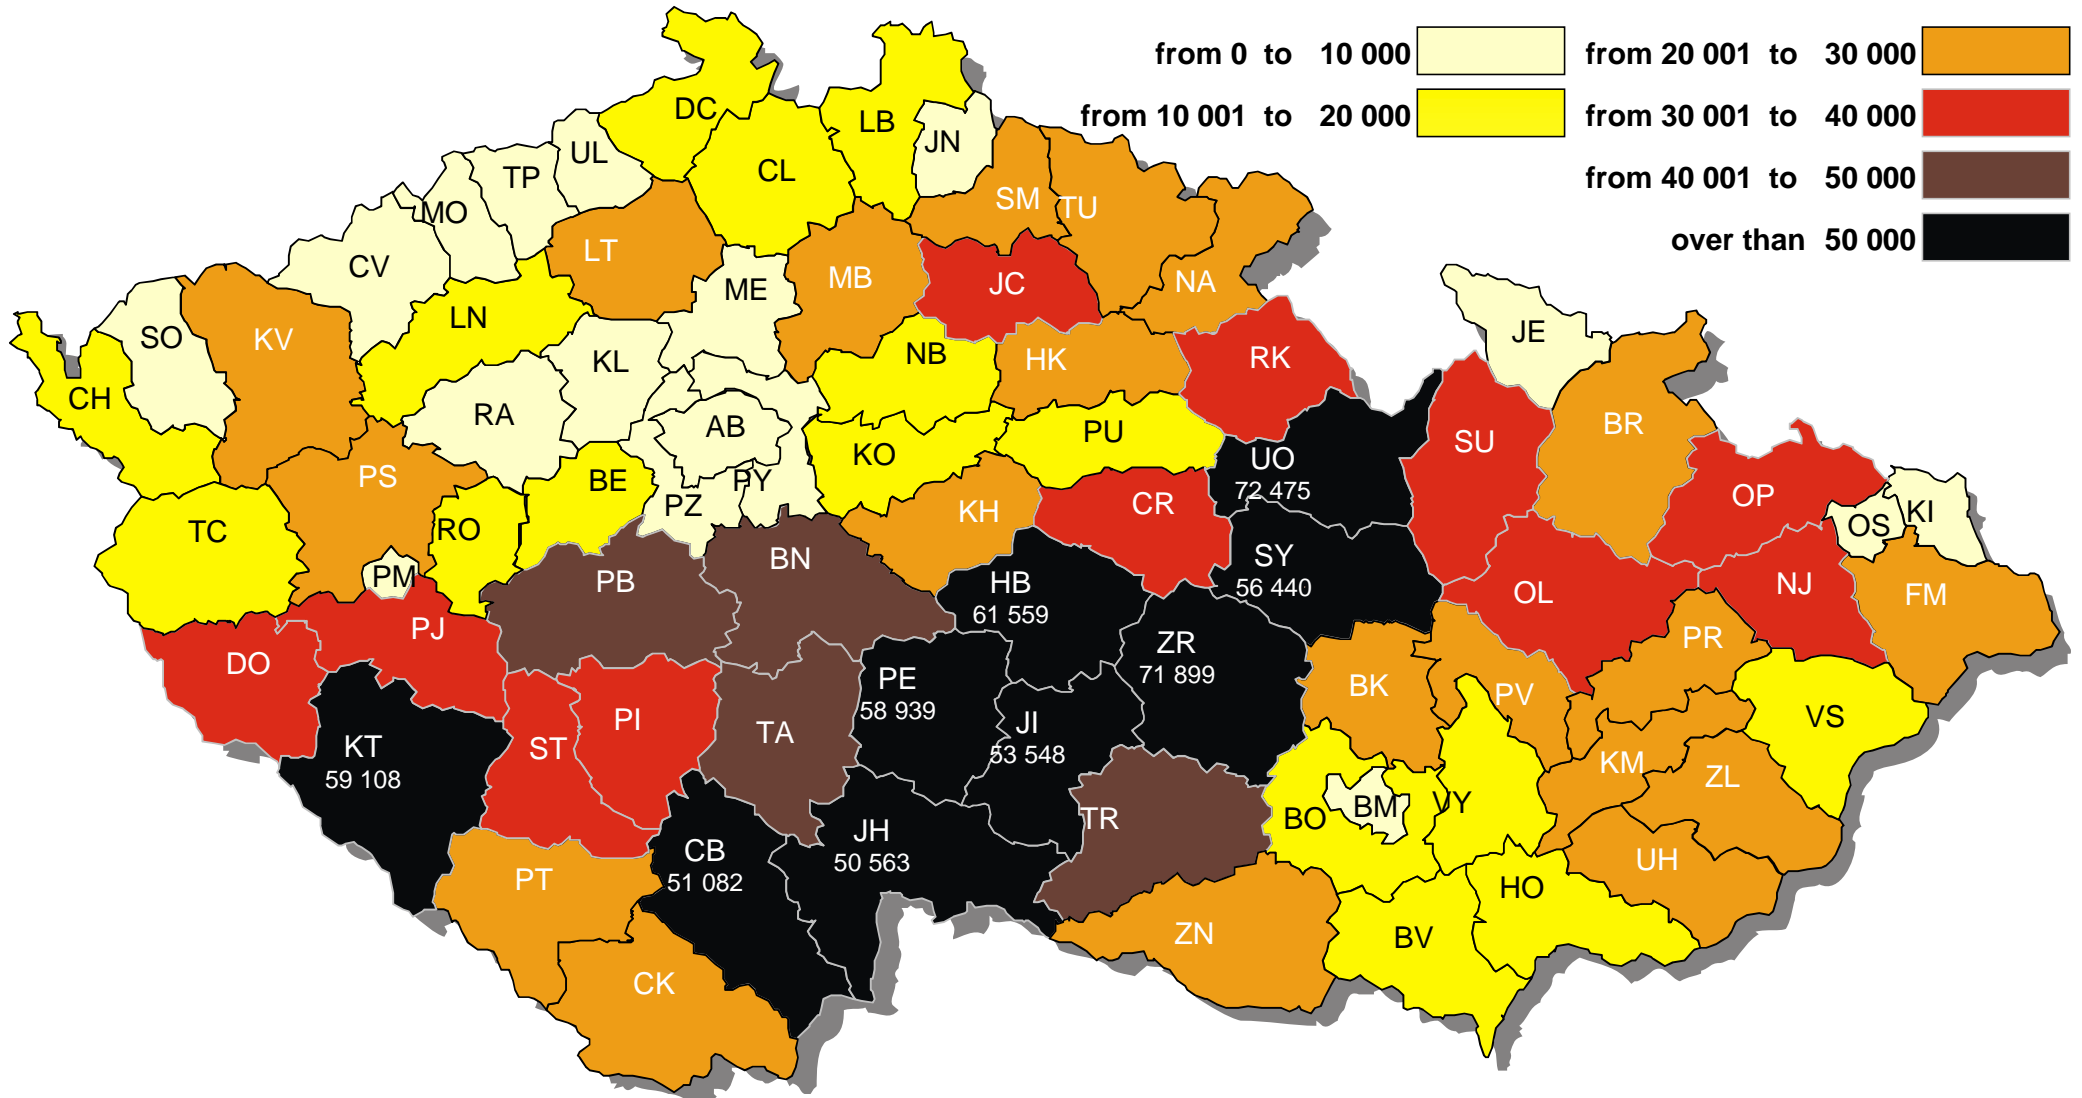 from 0 to 10 000
from 20 001 to 30 000
from 10 001 to 20 000
from 30 001 to 40 000
from 40 001 to 50 000
over than 50 000
DC
LB
JN
UL
TP
CL
MO
SM
TU
LT
CV
MB
JC
NA
ME
SO
KV
LN
JE
KL
NB
HK
RK
CH
RA
AB
KO
PU
BR
SU
PS
BE
PY
PZ
UO
72 475
OP
TC
RO
KH
CR
OS
KI
PM
PB
BN
HB
61 559
SY
56 440
OL
NJ
FM
PJ
DO
ZR
71 899
PR
PE
58 939
BK
PV
KT
59 108
ST
PI
TA
JI
53 548
VS
KM
ZL
BO
BM
VY
TR
JH
50 563
CB
51 082
PT
UH
HO
ZN
BV
CK